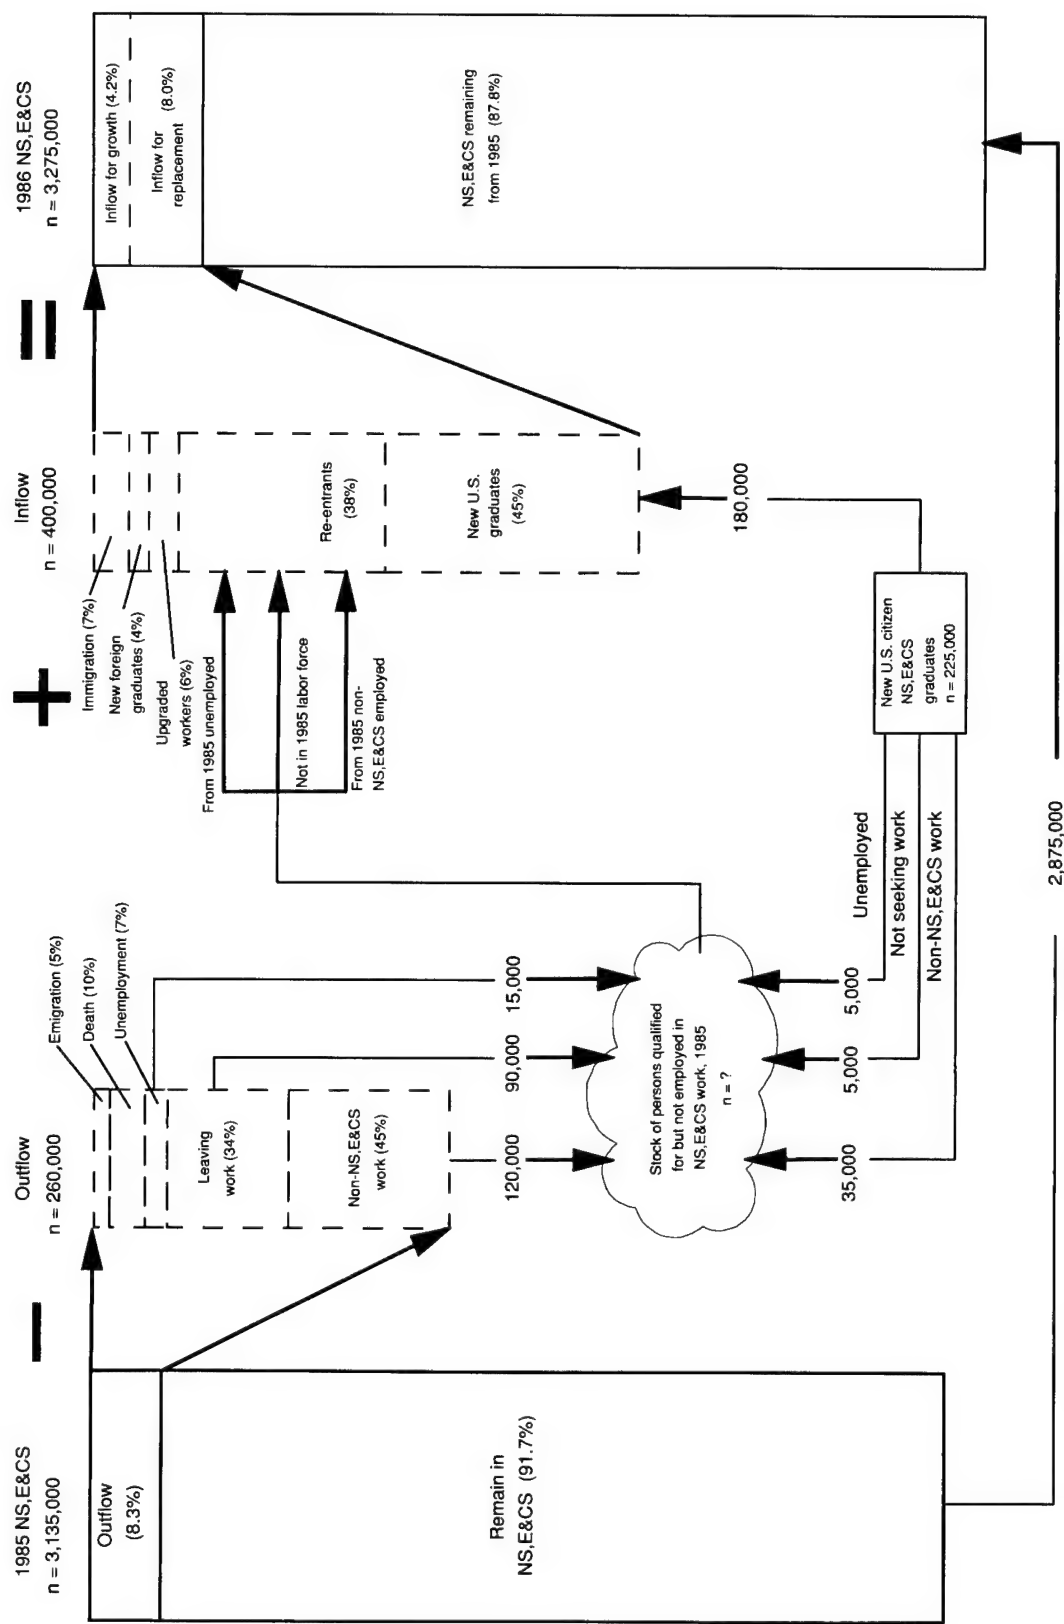 1985 NS,E&CS
n = 3,135,000
Outflow
(8.3%)
Remain in
NS,E&CS (91.7%)
−
Outflow
n = 260,000
Emigration (5%)
Death (10%)
Unemployment (7%)
Leaving
work (34%)
Non-NS,E&CS
work (45%)
120,000
90,000
15,000
Stock of persons qualified
for but not employed in
NS,E&CS work, 1985
n = ?
35,000
5,000
5,000
Unemployed
Not seeking work
Non-NS,E&CS work
+
Inflow
n = 400,000
Immigration (7%)
New foreign
graduates (4%)
Upgraded
workers (6%)
From 1985 unemployed
Not in 1985 labor force
From 1985 non-
NS,E&CS employed
Re-entrants
(38%)
New U.S.
graduates
(45%)
180,000
New U.S. citizen
NS,E&CS
graduates
n = 225,000
=
1986 NS,E&CS
n = 3,275,000
Inflow for growth (4.2%)
Inflow for
replacement (8.0%)
NS,E&CS remaining
from 1985 (87.8%)
2,875,000